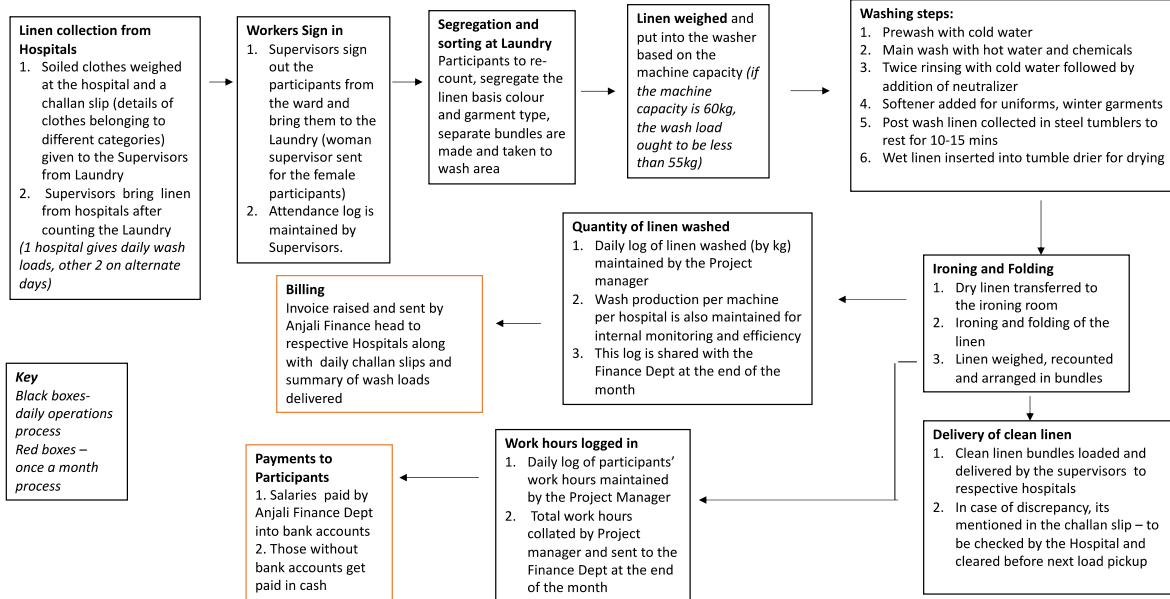 Linen collection from
Hospitals
1. Soiled clothes weighed
at the hospital and a
challan slip (details of
clothes belonging to
different categories)
given to the Supervisors
from Laundry
2. Supervisors bring linen
from hospitals after
counting the Laundry
(1 hospital gives daily wash
loads, other 2 on alternate
days)
Workers Sign in
1. Supervisors sign
out the
participants from
the ward and
bring them to the
Laundry (woman
supervisor sent
for the female
participants)
2. Attendance log is
maintained by
Supervisors.
Segregation and
sorting at Laundry
Participants to re-
count, segregate the
linen basis colour
and garment type,
separate bundles are
made and taken to
wash area
Linen weighed and
put into the washer
based on the
machine capacity (if
the machine
capacity is 60kg,
the wash load
ought to be less
than 55kg)
Washing steps:
1. Prewash with cold water
2. Main wash with hot water and chemicals
3. Twice rinsing with cold water followed by
addition of neutralizer
4. Softener added for uniforms, winter garments
5. Post wash linen collected in steel tumblers to
rest for 10-15 mins
6. Wet linen inserted into tumble drier for drying
Ironing and Folding
1. Dry linen transferred to
the ironing room
2. Ironing and folding of the
linen
3. Linen weighed, recounted
and arranged in bundles
Quantity of linen washed
1. Daily log of linen washed (by kg)
maintained by the Project
manager
2. Wash production per machine
per hospital is also maintained for
internal monitoring and efficiency
3. This log is shared with the
Finance Dept at the end of the
month
Billing
Invoice raised and sent by
Anjali Finance head to
respective Hospitals along
with daily challan slips and
summary of wash loads
delivered
Key
Black boxes-
daily operations
process
Red boxes –
once a month
process
Delivery of clean linen
1. Clean linen bundles loaded and
delivered by the supervisors to
respective hospitals
2. In case of discrepancy, its
mentioned in the challan slip – to
be checked by the Hospital and
cleared before next load pickup
Work hours logged in
1. Daily log of participants’
work hours maintained
by the Project Manager
2. Total work hours
collated by Project
manager and sent to the
Finance Dept at the end
of the month
Payments to
Participants
1. Salaries paid by
Anjali Finance Dept
into bank accounts
2. Those without
bank accounts get
paid in cash